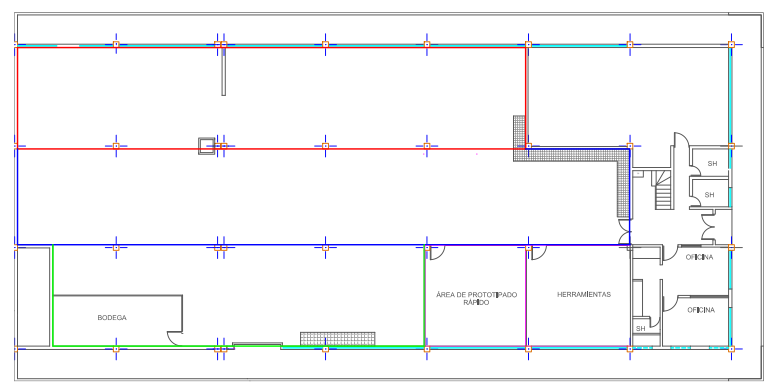 SH
SH
OFICINA
ÁREA DE PROTOTIPADO
RÁPIDO
HERRAMIENTAS
BODEGA
OFICINA
SH